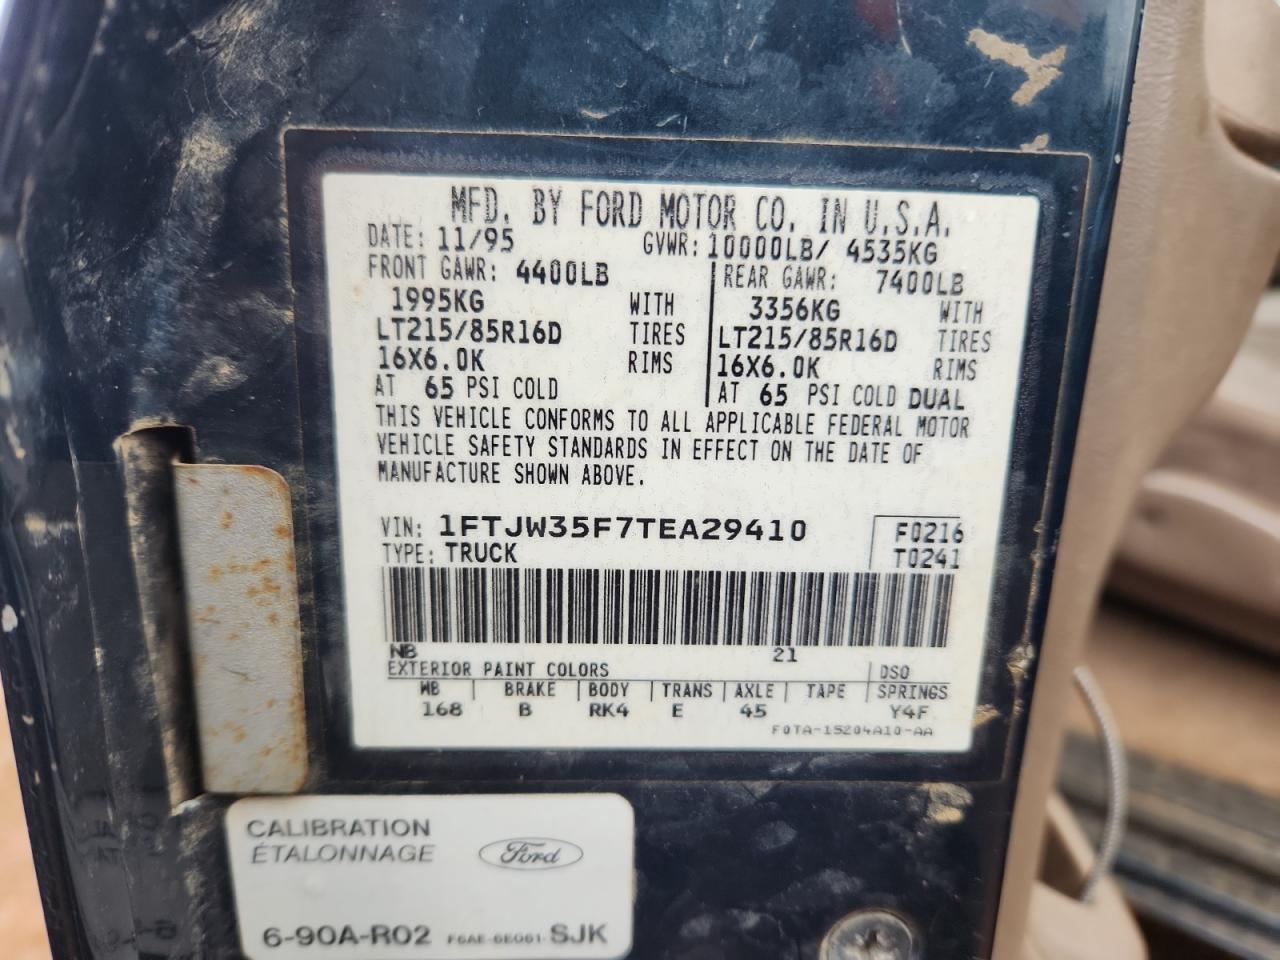 MFD. BY FORD MOTOR CO. IN U.S.A.
DATE: 11/95 GVWR: 10000LB/ 4535KG
FRONT GAWR: 4400LB REAR GAWR: 7400LB
1995KG WITH 3356KG WITH
LT215/85R16D TIRES LT215/85R16D TIRES
16X6.0K RIMS 16X6.0K RIMS
AT 65 PSI COLD AT 65 PSI COLD DUAL
THIS VEHICLE CONFORMS TO ALL APPLICABLE FEDERAL MOTOR
VEHICLE SAFETY STANDARDS IN EFFECT ON THE DATE OF
MANUFACTURE SHOWN ABOVE.
VIN: 1FTJW35F7TEA29410 F0216
TYPE: TRUCK T0241
NB 21
EXTERIOR PAINT COLORS DSO
WB BRAKE BODY TRANS AXLE TAPE SPRINGS
168 B RK4 E 45 Y4F
F0TA-15204A10-AA
CALIBRATION
ÉTALONNAGE
Ford
6-90A-R02 F6AE-6E061-SJK